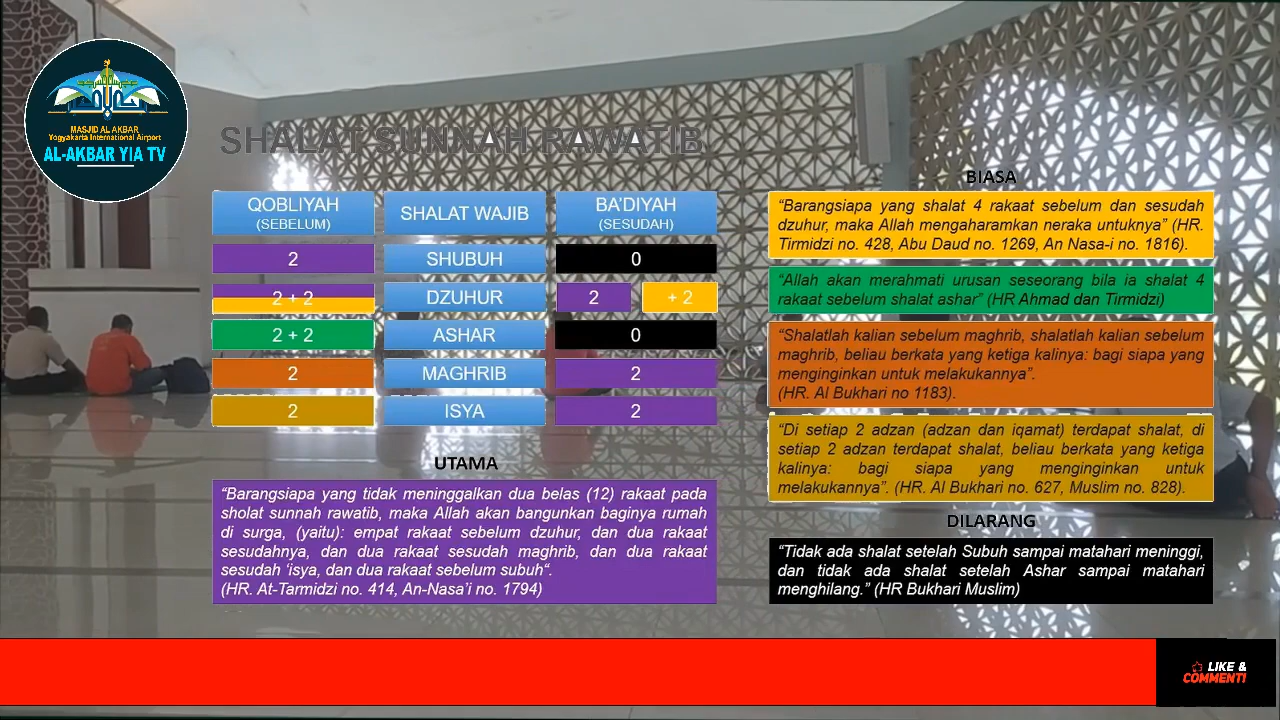 MASJID AL AKBAR
Yogyakarta International Airport
AL-AKBAR YIA TV
SHALAT SUNNAH RAWATIB
QOBLIYAH
(SEBELUM)
SHALAT WAJIB
BA'DIYAH
(SESUDAH)
2
SHUBUH
0
2 + 2
DZUHUR
2
+ 2
2 + 2
ASHAR
0
2
MAGHRIB
2
2
ISYA
2
UTAMA
“Barangsiapa yang tidak meninggalkan dua belas (12) rakaat pada
sholat sunnah rawatib, maka Allah akan bangunkan baginya rumah
di surga, (yaitu): empat rakaat sebelum dzuhur, dan dua rakaat
sesudahnya, dan dua rakaat sesudah maghrib, dan dua rakaat
sesudah ‘isya, dan dua rakaat sebelum subuh“.
(HR. At-Tarmidzi no. 414, An-Nasa’i no. 1794)
BIASA
“Barangsiapa yang shalat 4 rakaat sebelum dan sesudah
dzuhur, maka Allah mengaharamkan neraka untuknya” (HR.
Tirmidzi no. 428, Abu Daud no. 1269, An Nasa-i no. 1816).
“Allah akan merahmati urusan seseorang bila ia shalat 4
rakaat sebelum shalat ashar” (HR Ahmad dan Tirmidzi)
“Shalatlah kalian sebelum maghrib, shalatlah kalian sebelum
maghrib, beliau berkata yang ketiga kalinya: bagi siapa yang
menginginkan untuk melakukannya”.
(HR. Al Bukhari no 1183).
“Di setiap 2 adzan (adzan dan iqamat) terdapat shalat, di
setiap 2 adzan terdapat shalat, beliau berkata yang ketiga
kalinya: bagi siapa yang menginginkan untuk
melakukannya”. (HR. Al Bukhari no. 627, Muslim no. 828).
DILARANG
“Tidak ada shalat setelah Subuh sampai matahari meninggi,
dan tidak ada shalat setelah Ashar sampai matahari
menghilang.” (HR Bukhari Muslim)
LIKE &
COMMENT!